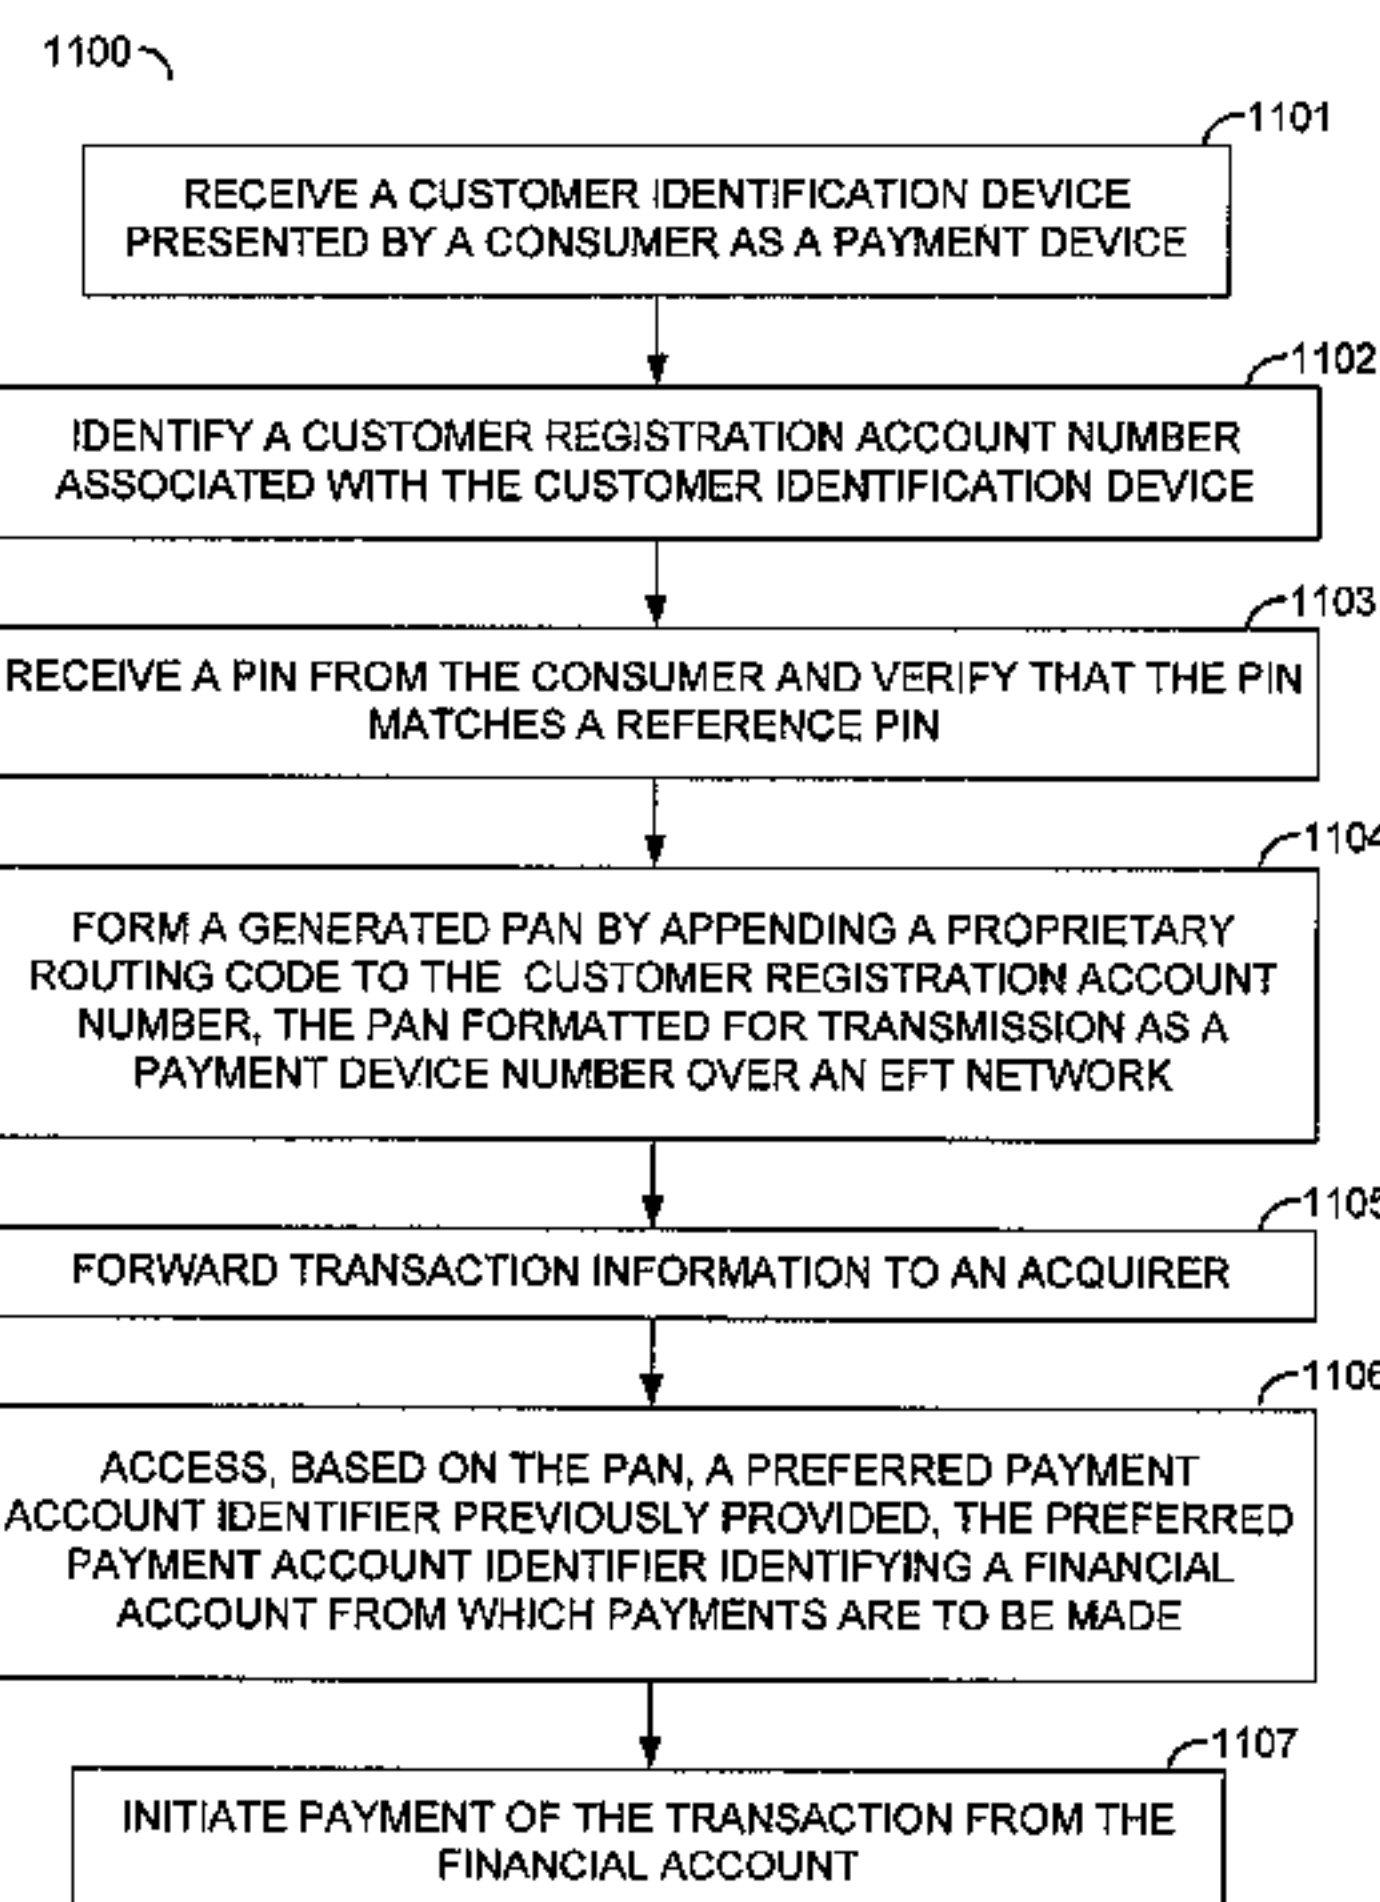 1100
1101
RECEIVE A CUSTOMER IDENTIFICATION DEVICE
PRESENTED BY A CONSUMER AS A PAYMENT DEVICE
1102
IDENTIFY A CUSTOMER REGISTRATION ACCOUNT NUMBER
ASSOCIATED WITH THE CUSTOMER IDENTIFICATION DEVICE
1103
RECEIVE A PIN FROM THE CONSUMER AND VERIFY THAT THE PIN
MATCHES A REFERENCE PIN
1104
FORM A GENERATED PAN BY APPENDING A PROPRIETARY
ROUTING CODE TO THE CUSTOMER REGISTRATION ACCOUNT
NUMBER, THE PAN FORMATTED FOR TRANSMISSION AS A
PAYMENT DEVICE NUMBER OVER AN EFT NETWORK
1105
FORWARD TRANSACTION INFORMATION TO AN ACQUIRER
1106
ACCESS, BASED ON THE PAN, A PREFERRED PAYMENT
ACCOUNT IDENTIFIER PREVIOUSLY PROVIDED, THE PREFERRED
PAYMENT ACCOUNT IDENTIFIER IDENTIFYING A FINANCIAL
ACCOUNT FROM WHICH PAYMENTS ARE TO BE MADE
1107
INITIATE PAYMENT OF THE TRANSACTION FROM THE
FINANCIAL ACCOUNT